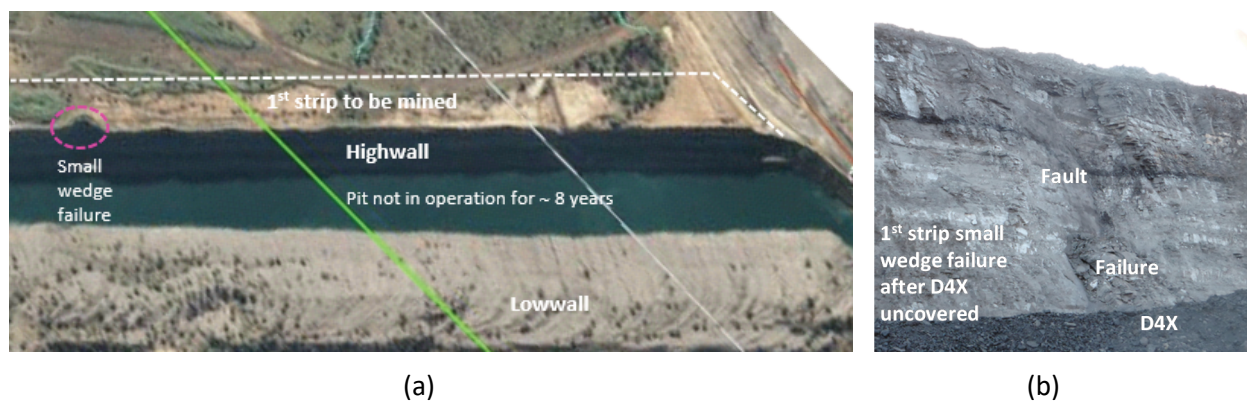 1st strip to be mined
Highwall
Small
wedge
failure
Pit not in operation for ~ 8 years
Lowwall
Fault
1st strip small
wedge failure
after D4X
uncovered
Failure
D4X
(a)
(b)